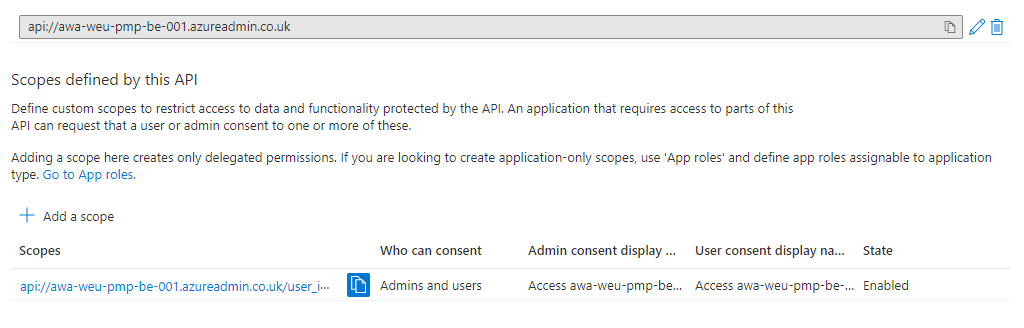 api://awa-weu-pmp-be-001.azureadmin.co.uk
Scopes defined by this API
Define custom scopes to restrict access to data and functionality protected by the API. An application that requires access to parts of this
API can request that a user or admin consent to one or more of these.
Adding a scope here creates only delegated permissions. If you are looking to create application-only scopes, use 'App roles' and define app roles assignable to application
type. Go to App roles.
Add a scope
Scopes Who can consent Admin consent display ... User consent display na... State
api://awa-weu-pmp-be-001.azureadmin.co.uk/user_i... Admins and users Access awa-weu-pmp-be... Access awa-weu-pmp-be-... Enabled